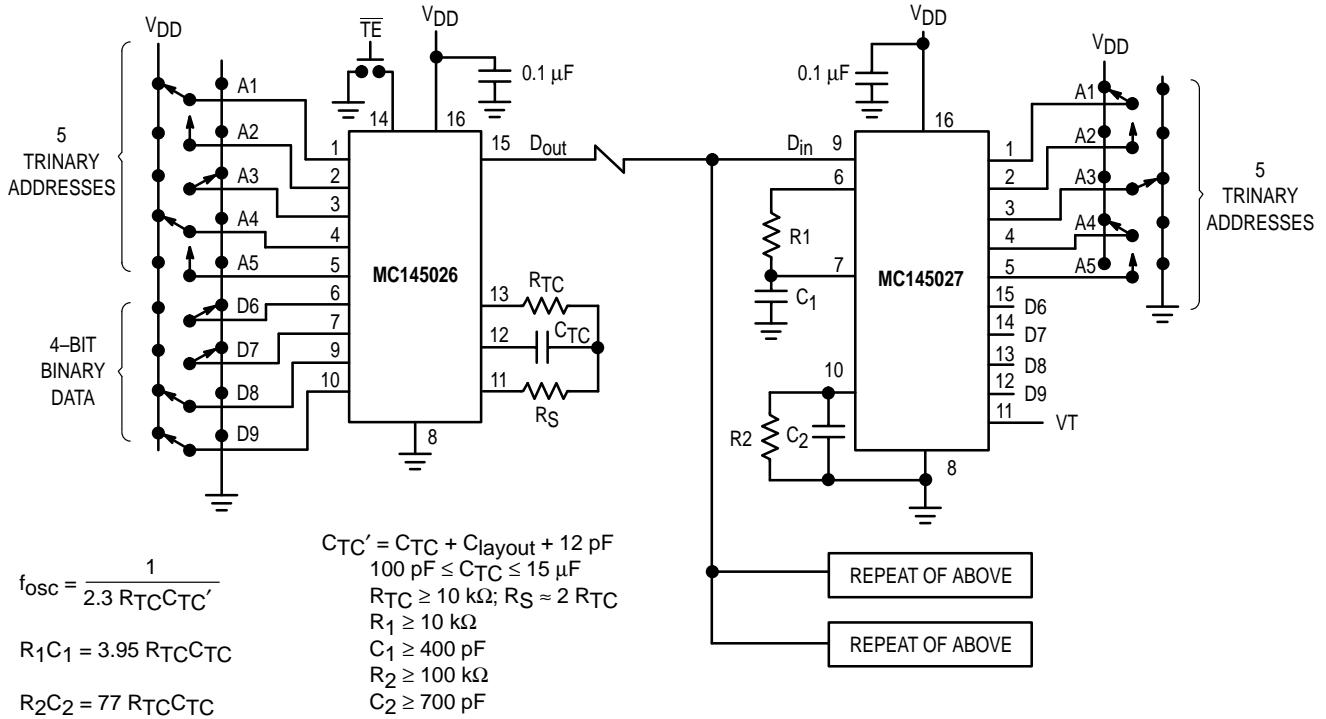 VDD
TE
VDD
0.1 µF
5
TRINARY
ADDRESSES
4–BIT
BINARY
DATA
A1
A2
A3
A4
A5
D6
D7
D8
D9
1
2
3
4
5
6
7
9
10
14
16
MC145026
15
Dout
13
RTC
12
CTC
11
RS
8
VDD
0.1 µF
16
Din
9
6
R1
7
C1
10
R2
C2
MC145027
8
1
2
3
4
5
15
D6
14
D7
13
D8
12
D9
11
VT
VDD
A1
A2
A3
A4
A5
5
TRINARY
ADDRESSES
REPEAT OF ABOVE
REPEAT OF ABOVE
fosc = 1 / 2.3 RTCCTC′
R1C1 = 3.95 RTCCTC
R2C2 = 77 RTCCTC
CTC′ = CTC + Clayout + 12 pF
100 pF ≤ CTC ≤ 15 µF
RTC ≥ 10 kΩ; RS ≈ 2 RTC
R1 ≥ 10 kΩ
C1 ≥ 400 pF
R2 ≥ 100 kΩ
C2 ≥ 700 pF